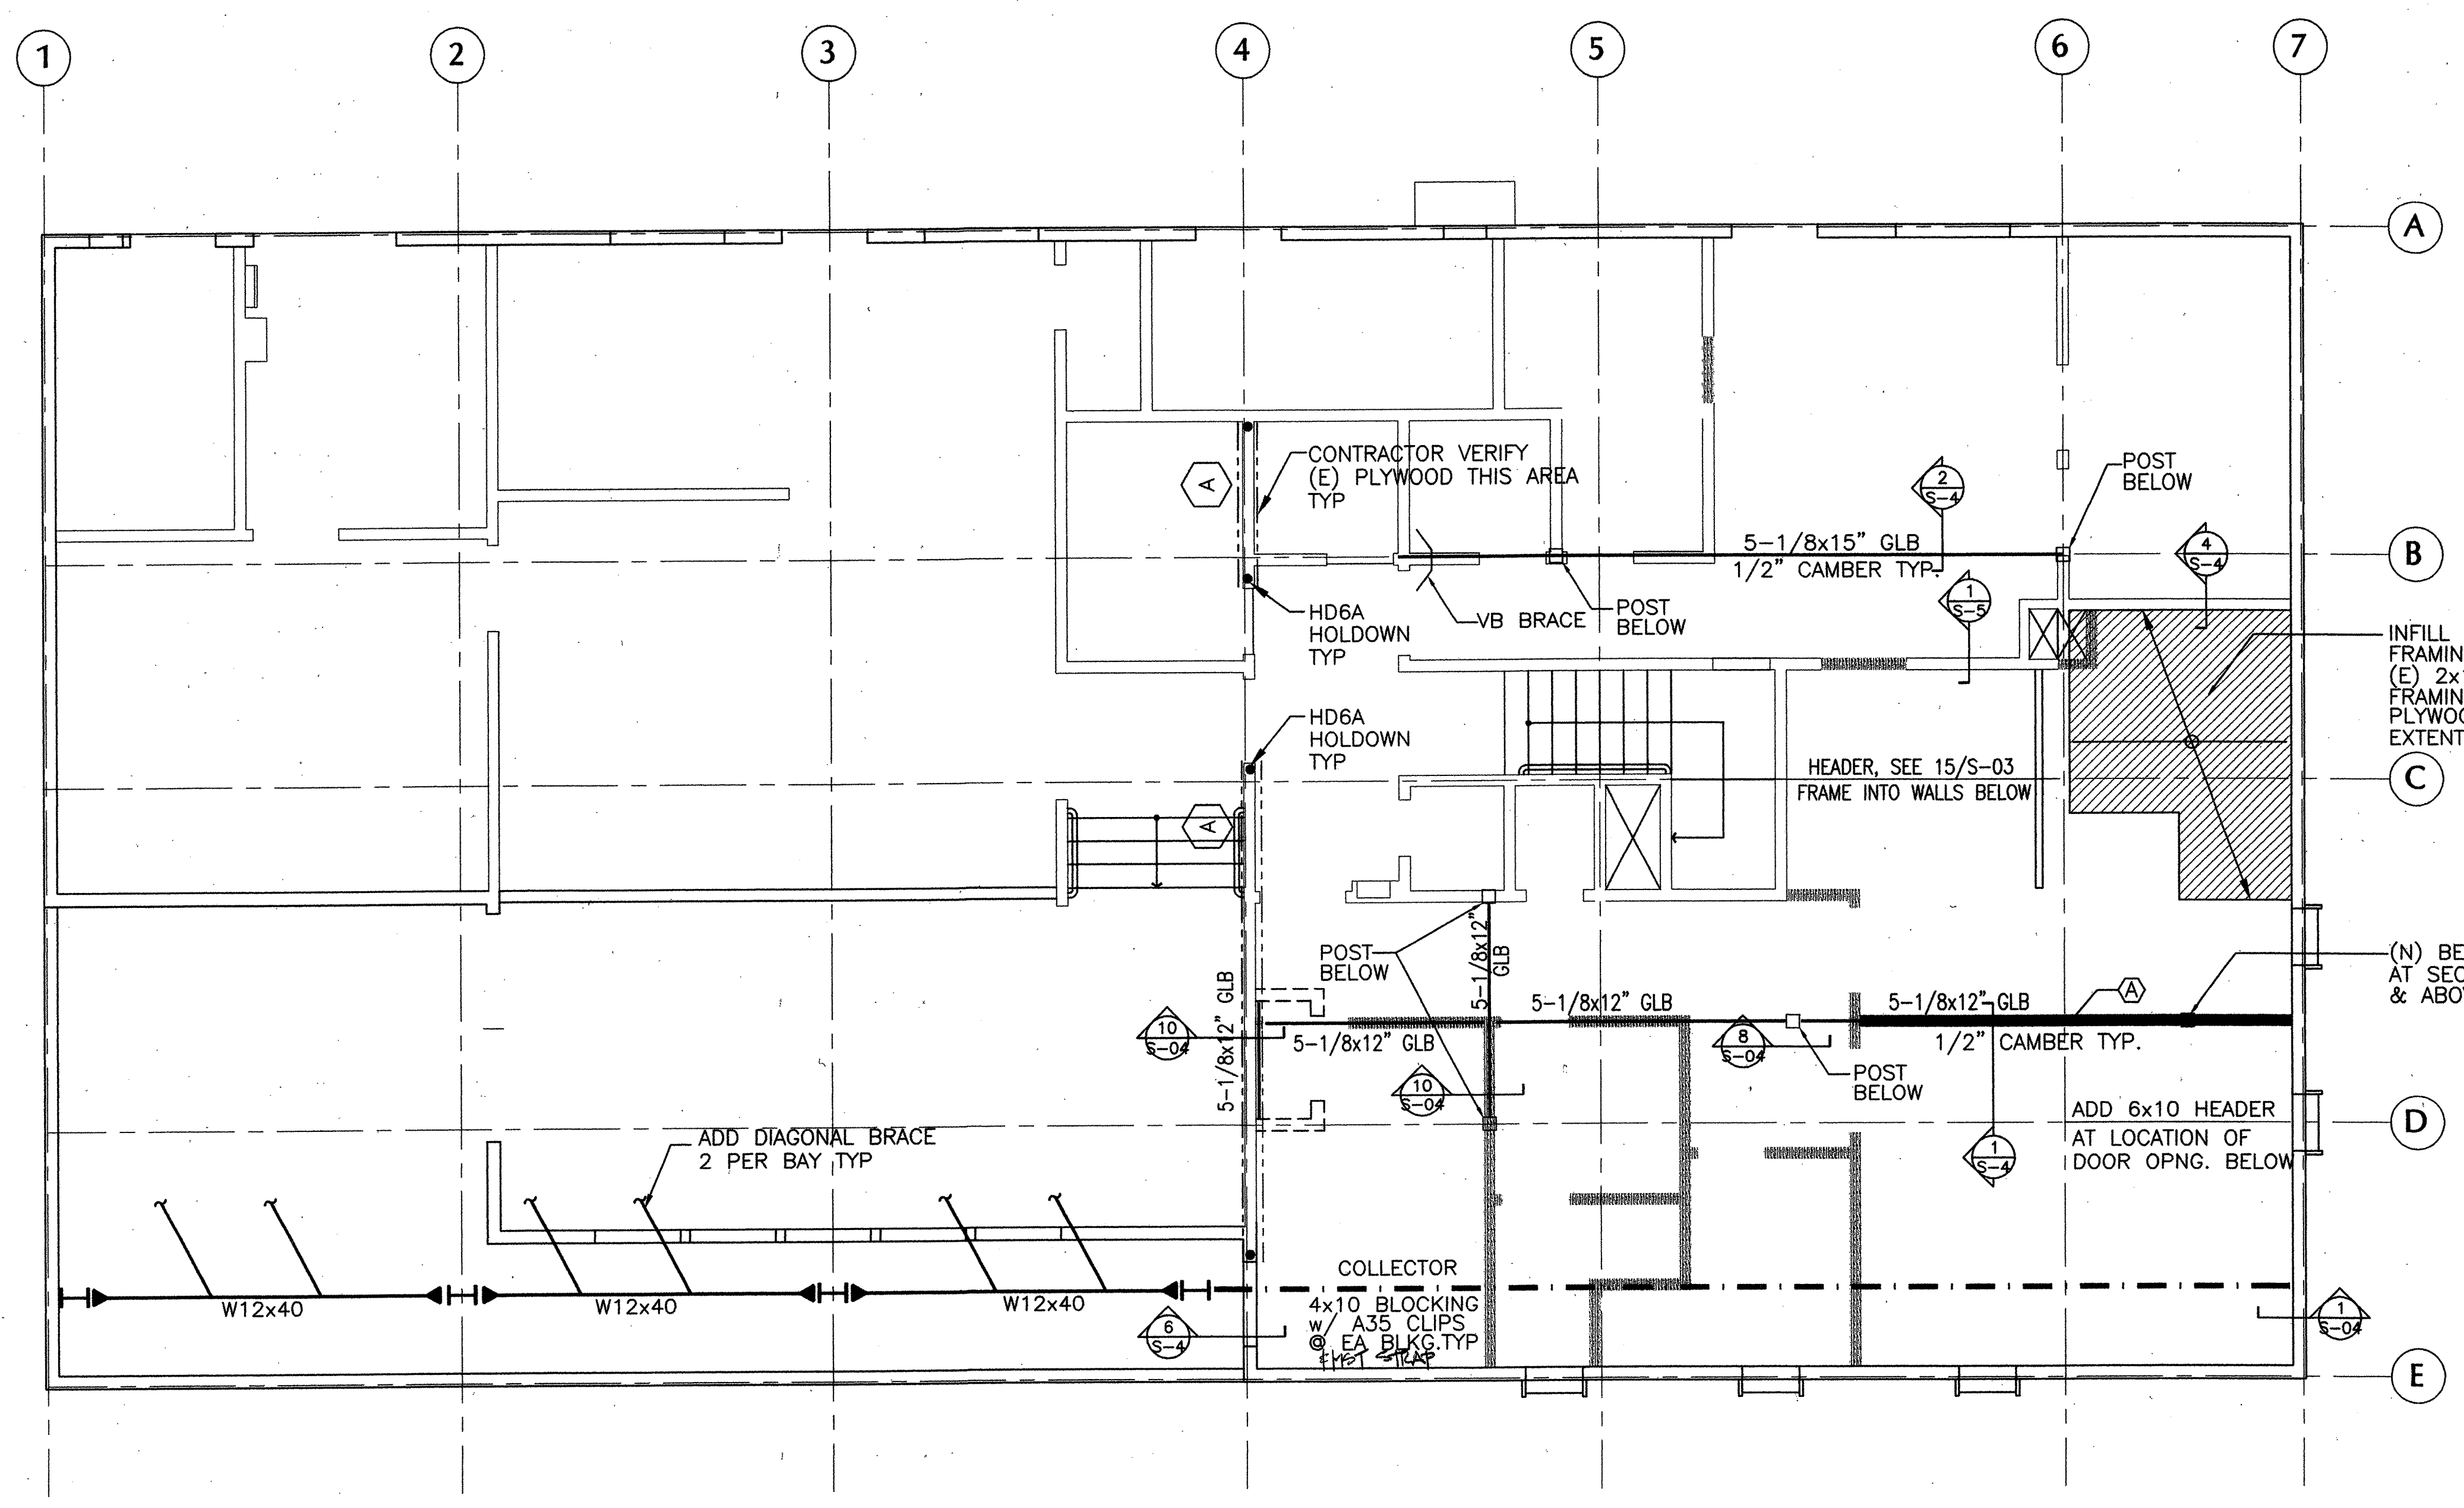 1
2
3
4
5
6
7
A
CONTRACTOR VERIFY
(E) PLYWOOD THIS AREA
TYP
A
2
S-4
POST
BELOW
5-1/8x15" GLB
1/2" CAMBER TYP.
4
S-4
B
HD6A
HOLDOWN
TYP
VB BRACE
POST
BELOW
1
S-5
INFILL
FRAMIN
(E) 2x
FRAMIN
PLYWO
EXTENT
HD6A
HOLDOWN
TYP
HEADER, SEE 15/S-03
FRAME INTO WALLS BELOW
C
A
POST
BELOW
5-1/8x12"
GLB
(N) BE
AT SEC
& ABO
5-1/8x12" GLB
5-1/8x12" GLB
A
5-1/8x12" GLB
10
S-04
5-1/8x12" GLB
8
S-04
1/2" CAMBER TYP.
POST
BELOW
10
S-04
ADD 6x10 HEADER
AT LOCATION OF
DOOR OPNG. BELOW
D
1
S-4
ADD DIAGONAL BRACE
2 PER BAY TYP
COLLECTOR
W12x40
W12x40
W12x40
4x10 BLOCKING
w/ A35 CLIPS
@ EA BLKG.TYP
STRAP
6
S-4
1
S-04
E